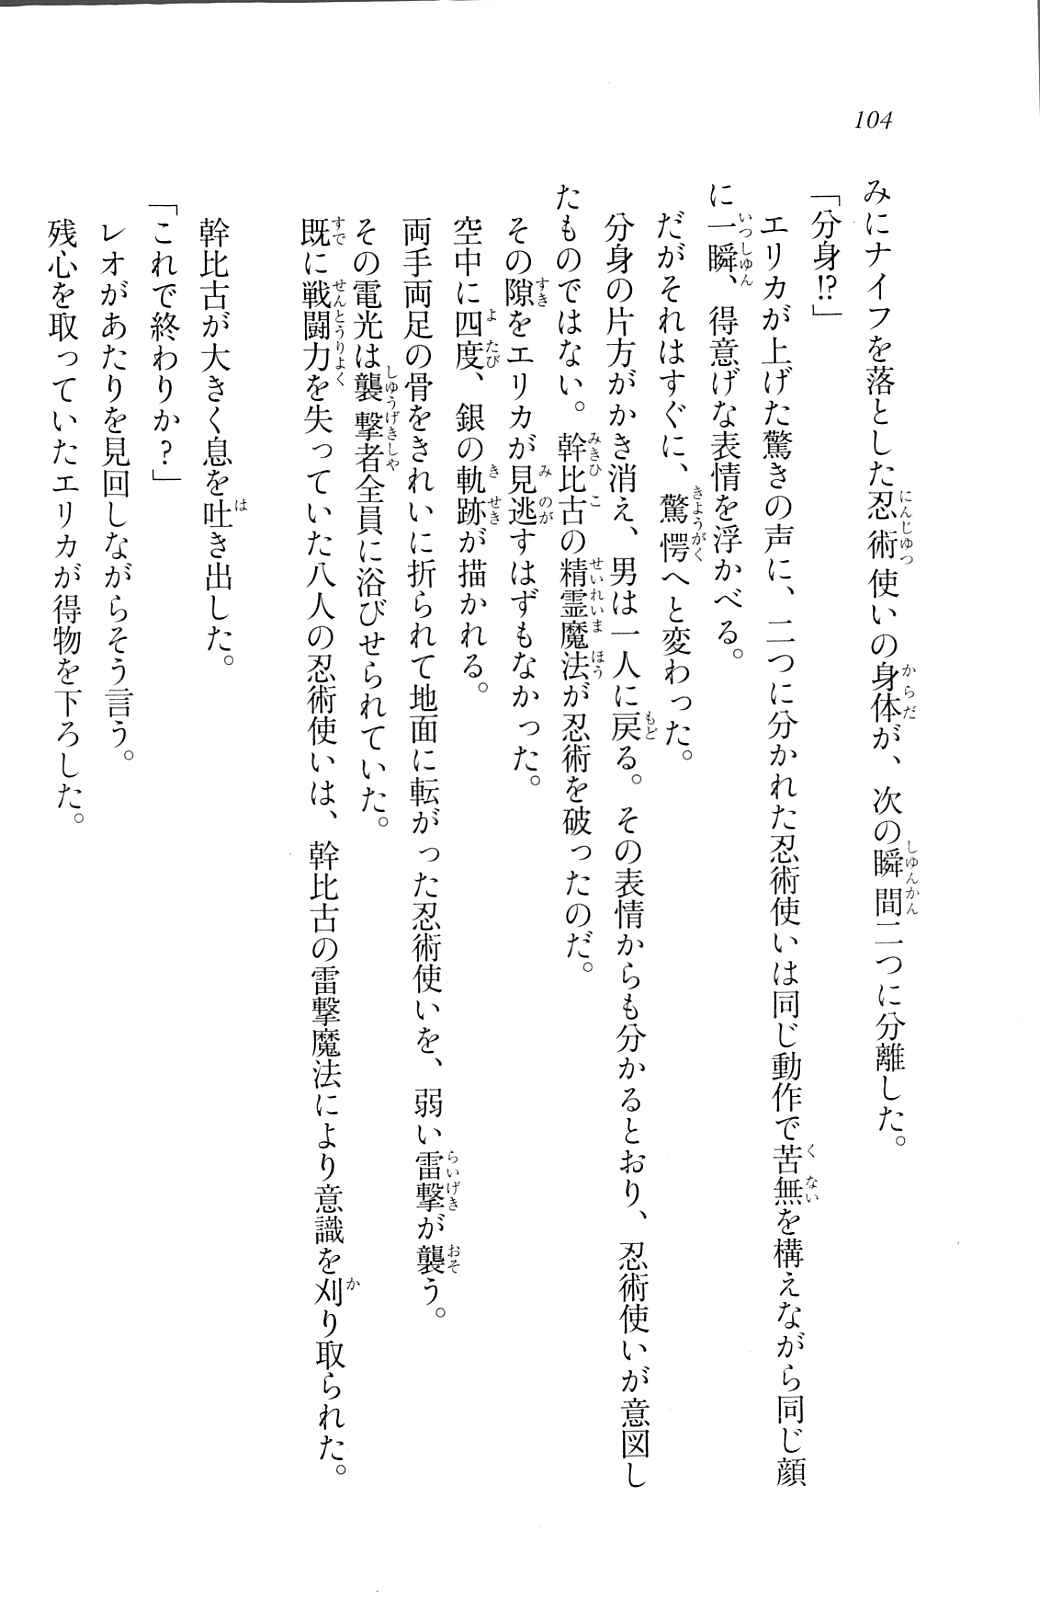 104
みにナイフを落とした忍術使いの身体が、次の瞬間二つに分離した。
「分身!?」
エリカが上げた驚きの声に、二つに分かれた忍術使いは同じ動作で苦無を構えながら同じ顔
に一瞬、得意げな表情を浮かべる。
だがそれはすぐに、驚愕へと変わった。
分身の片方がかき消え、男は一人に戻る。その表情からも分かるとおり、忍術使いが意図し
たものではない。幹比古の精霊魔法が忍術を破ったのだ。
その隙をエリカが見逃すはずもなかった。
空中に四度、銀の軌跡が描かれる。
両手両足の骨をきれいに折られて地面に転がった忍術使いを、弱い雷撃が襲う。
その電光は襲撃者全員に浴びせられていた。
既に戦闘力を失っていた八人の忍術使いは、幹比古の雷撃魔法により意識を刈り取られた。
幹比古が大きく息を吐き出した。
「これで終わりか？」
レオがあたりを見回しながらそう言う。
残心を取っていたエリカが得物を下ろした。